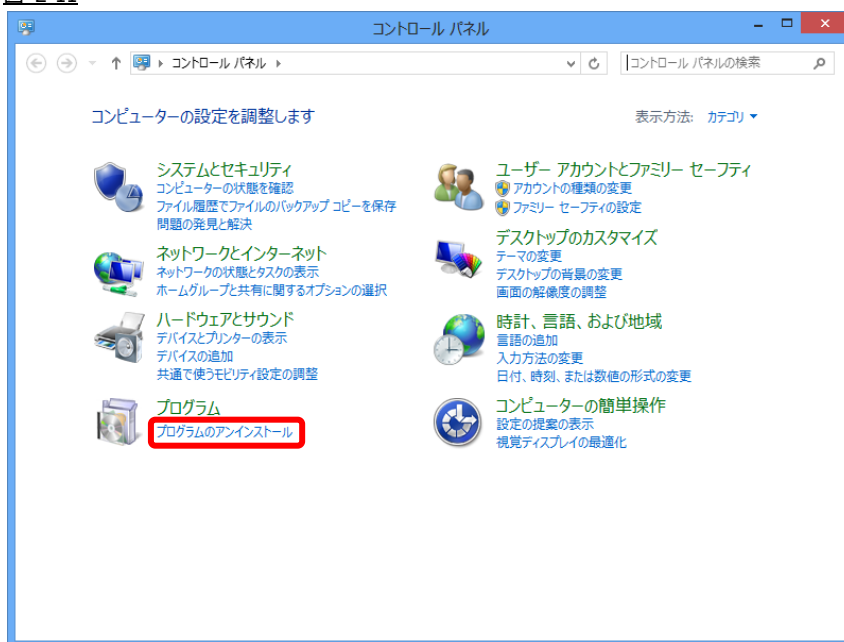 コントロール パネル
コントロール パネル
コントロール パネルの検索
コンピューターの設定を調整します
表示方法: カテゴリ
システムとセキュリティ
コンピューターの状態を確認
ファイル履歴でファイルのバックアップ コピーを保存
問題の発見と解決
ネットワークとインターネット
ネットワークの状態とタスクの表示
ホームグループと共有に関するオプションの選択
ハードウェアとサウンド
デバイスとプリンターの表示
デバイスの追加
共通で使うモビリティ設定の調整
プログラム
プログラムのアンインストール
ユーザー アカウントとファミリー セーフティ
アカウントの種類の変更
ファミリー セーフティの設定
デスクトップのカスタマイズ
テーマの変更
デスクトップの背景の変更
画面の解像度の調整
時計、言語、および地域
言語の追加
入力方法の変更
日付、時刻、または数値の形式の変更
コンピューターの簡単操作
設定の提案の表示
視覚ディスプレイの最適化